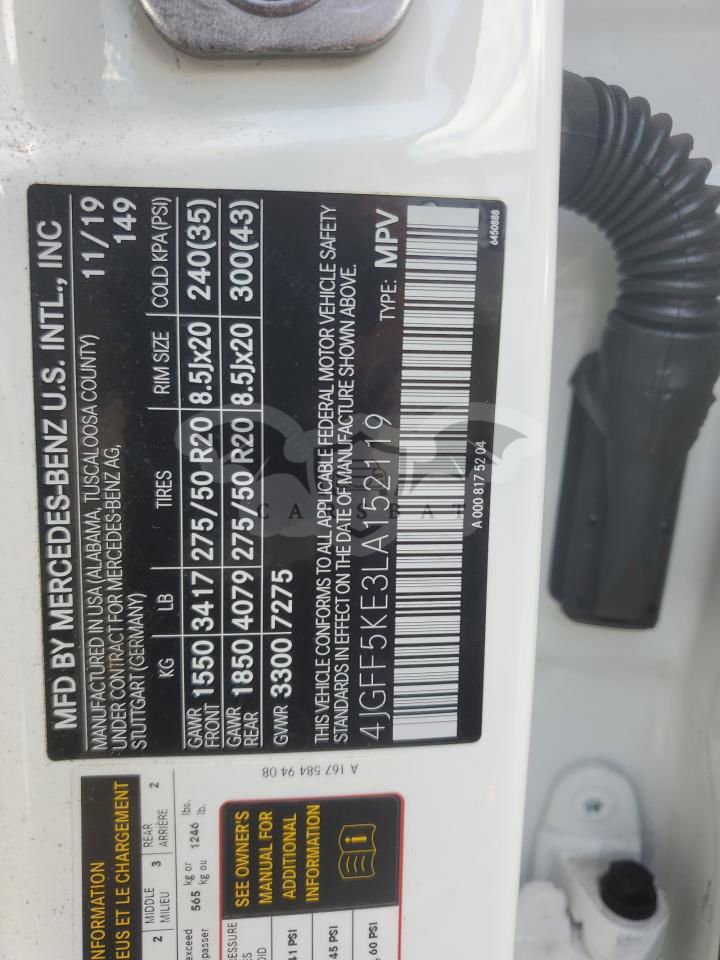 MFD BY MERCEDES-BENZ U.S. INTL., INC
MANUFACTURED IN USA (ALABAMA, TUSCALOOSA COUNTY) 11/19
UNDER CONTRACT FOR MERCEDES-BENZ AG, 149
STUTTGART (GERMANY)
KG LB TIRES RIM SIZE COLD KPA (PSI)
GAWR FRONT 1550 3417 275/50 R20 8.5Jx20 240(35)
GAWR REAR 1850 4079 275/50 R20 8.5Jx20 300(43)
GVWR 3300 7275
THIS VEHICLE CONFORMS TO ALL APPLICABLE FEDERAL MOTOR VEHICLE SAFETY
STANDARDS IN EFFECT ON THE DATE OF MANUFACTURE SHOWN ABOVE.
4JGFF5KE3LA152119 TYPE: MPV
A 000 817 52 04 6450888
CARSBAT
A 167 584 94 08
NFORMATION
EUS ET LE CHARGEMENT
2 MIDDLE MILIEU 3 REAR ARRIÈRE 2
exceed 565 kg or 1246 lbs.
passer kg ou lb.
SEE OWNER'S
MANUAL FOR
ADDITIONAL
INFORMATION
41 PSI
45 PSI
, 60 PSI